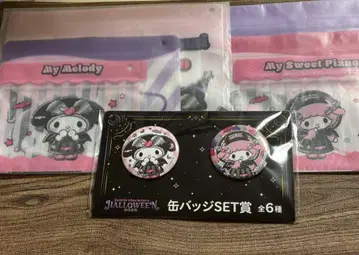 My Melody
My Sweet Piano
HALLOWEEN
缶バッジSET賞 全6種